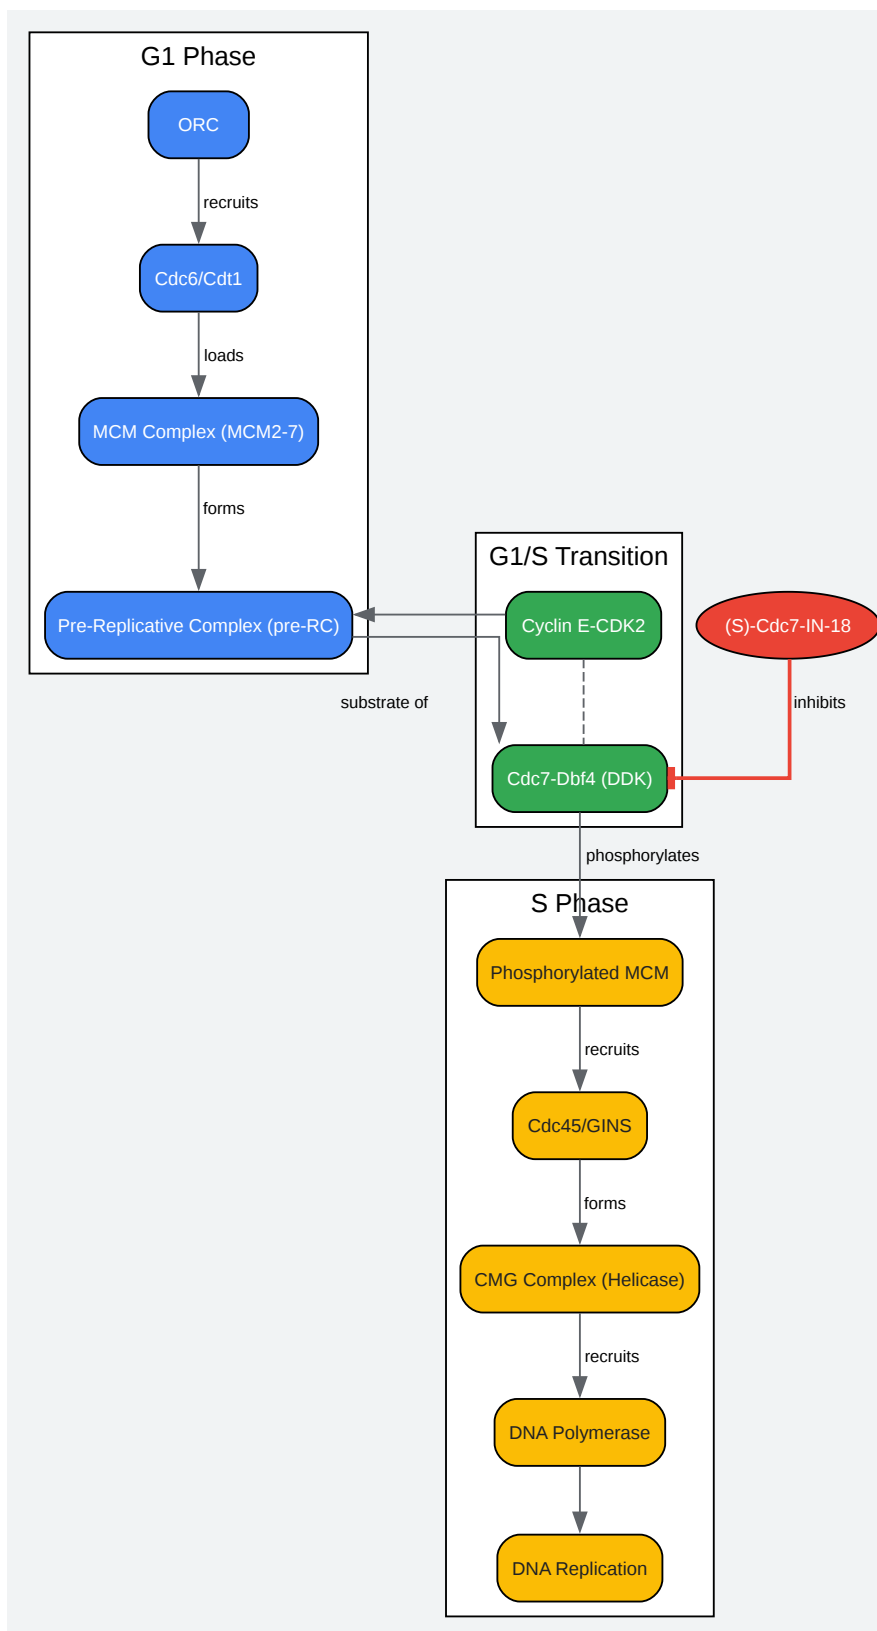 G1 Phase
ORC
recruits
Cdc6/Cdt1
loads
MCM Complex (MCM2-7)
forms
Pre-Replicative Complex (pre-RC)
substrate of
G1/S Transition
Cyclin E-CDK2
Cdc7-Dbf4 (DDK)
(S)-Cdc7-IN-18
inhibits
phosphorylates
S Phase
Phosphorylated MCM
recruits
Cdc45/GINS
forms
CMG Complex (Helicase)
recruits
DNA Polymerase
DNA Replication